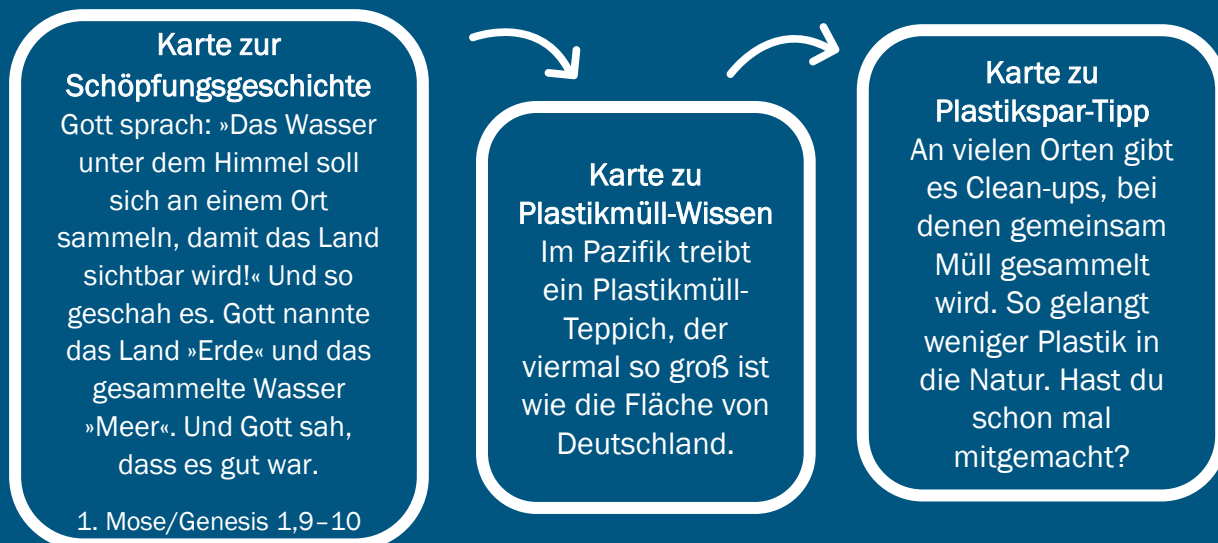 Karte zur
Schöpfungsgeschichte
Gott sprach: »Das Wasser
unter dem Himmel soll
sich an einem Ort
sammeln, damit das Land
sichtbar wird!« Und so
geschah es. Gott nannte
das Land »Erde« und das
gesammelte Wasser
»Meer«. Und Gott sah,
dass es gut war.
1. Mose/Genesis 1,9–10
Karte zu
Plastikmüll-Wissen
Im Pazifik treibt
ein Plastikmüll-
Teppich, der
viermal so groß ist
wie die Fläche von
Deutschland.
Karte zu
Plastikspar-Tipp
An vielen Orten gibt
es Clean-ups, bei
denen gemeinsam
Müll gesammelt
wird. So gelangt
weniger Plastik in
die Natur. Hast du
schon mal
mitgemacht?